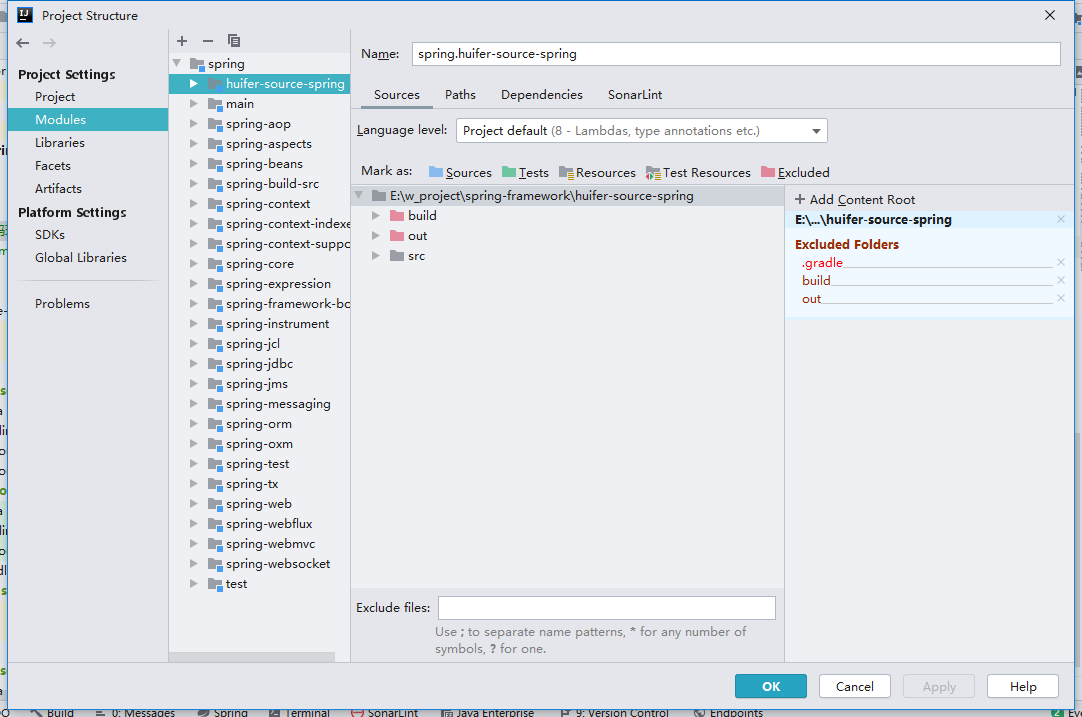 Project Structure
Project Settings
Project
Modules
Libraries
Facets
Artifacts
Platform Settings
SDKs
Global Libraries
Problems
spring
huifer-source-spring
main
spring-aop
spring-aspects
spring-beans
spring-build-src
spring-context
spring-context-indexe
spring-context-suppo
spring-core
spring-expression
spring-framework-bo
spring-instrument
spring-jcl
spring-jdbc
spring-jms
spring-messaging
spring-orm
spring-oxm
spring-test
spring-tx
spring-web
spring-webflux
spring-webmvc
spring-websocket
test
Name: spring.huifer-source-spring
Sources Paths Dependencies SonarLint
Language level: Project default (8 - Lambdas, type annotations etc.)
Mark as: Sources Tests Resources Test Resources Excluded
E:\w_project\spring-framework\huifer-source-spring
build
out
src
+ Add Content Root
E:\...\huifer-source-spring
Excluded Folders
.gradle
build
out
Exclude files:
Use ; to separate name patterns, * for any number of
symbols, ? for one.
OK Cancel Apply Help
Build 0: Messages Spring Terminal SonarLint Java Enterprise 9: Version Control Endpoints